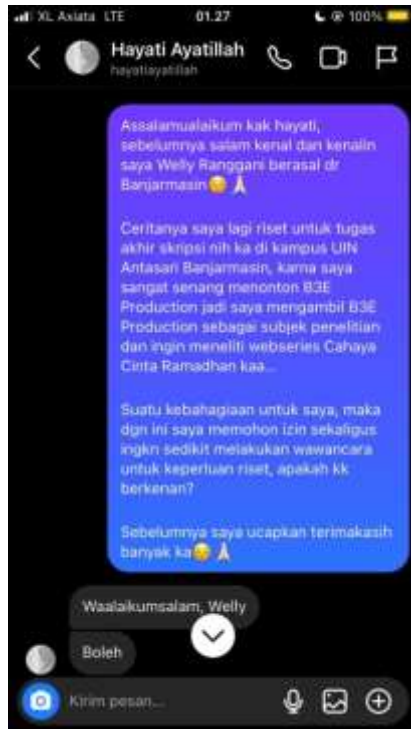 XL Axiata LTE 01.27 100%
Hayati Ayatillah
hayatiayatillah
Assalamualaikum kak hayati,
sebelumnya salam kenal dan kenalin
saya Welly Ranggani berasal dr
Banjarmasin
Ceritanya saya lagi riset untuk tugas
akhir skripsi nih ka di kampus UIN
Antasari Banjarmasin, karna saya
sangat senang menonton B3E
Production jadi saya mengambil B3E
Production sebagai subjek penelitian
dan ingin meneliti webseries Cahaya
Cinta Ramadhan kaa...
Suatu kebahagiaan untuk saya, maka
dgn ini saya memohon izin sekaligus
ingkn sedikit melakukan wawancara
untuk keperluan riset, apakah kk
berkenan?
Sebelumnya saya ucapkan terimakasih
banyak ka
Waalaikumsalam, Welly
Boleh
Kirim pesan...